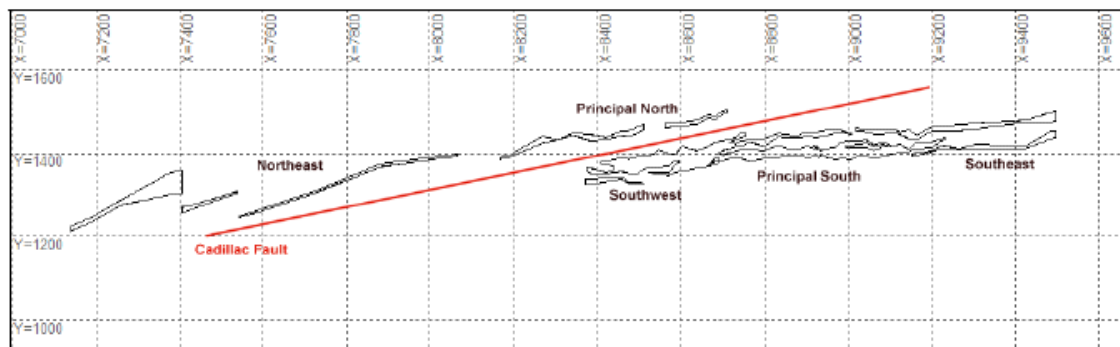 X=7000
X=7200
X=7400
X=7600
X=7800
X=8000
X=8200
X=8400
X=8600
X=8800
X=9000
X=9200
X=9400
X=9600
Y=1600
Principal North
Y=1400
Northeast
Southeast
Principal South
Southwest
Y=1200
Cadillac Fault
Y=1000